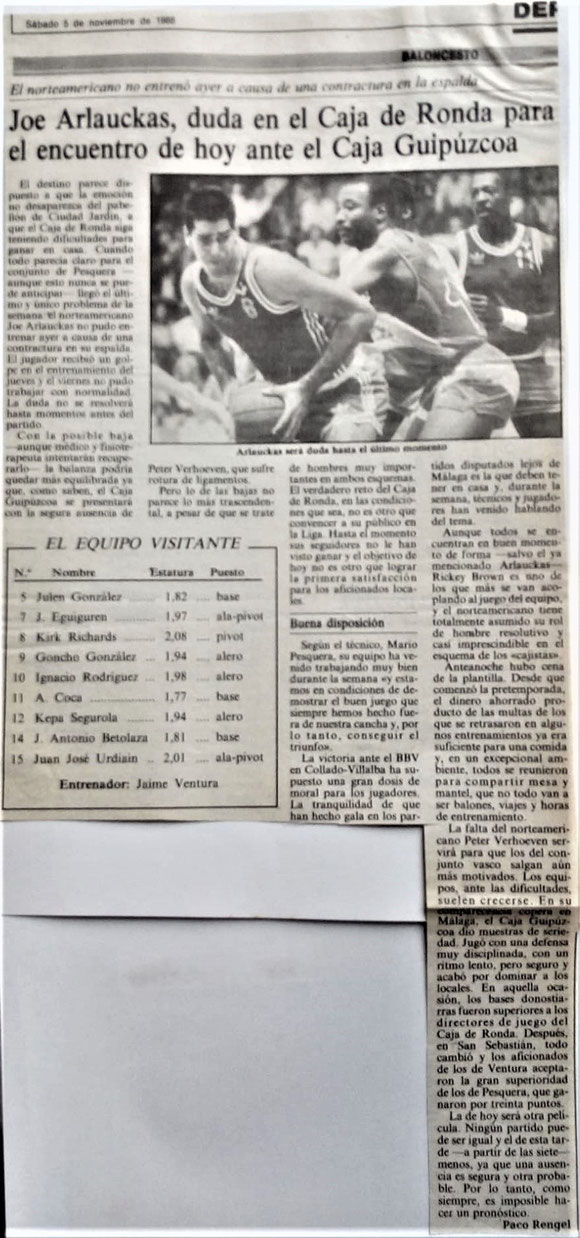 Sábado 5 de noviembre de 1988
DEP
BALONCESTO
El norteamericano no entrenó ayer a causa de una contractura en la espalda
Joe Arlauckas, duda en el Caja de Ronda para
el encuentro de hoy ante el Caja Guipúzcoa
El destino parece dis-
puesto a que la emoción
no desaparezca del pabe-
llón de Ciudad Jardín, a
que el Caja de Ronda siga
teniendo dificultades para
ganar en casa. Cuando
todo parecía claro para el
conjunto de Pesquera —
aunque esto nunca se pue-
de anticipar— llegó el últi-
mo y único problema de la
semana: el norteamericano
Joe Arlauckas no pudo en-
trenar ayer a causa de una
contractura en su espalda.
El jugador recibió un gol-
pe en el entrenamiento del
jueves y el viernes no pudo
trabajar con normalidad.
La duda no se resolverá
hasta momentos antes del
partido.
Con la posible baja
—aunque médico y fisiote-
rapeuta intentarán recupe-
rarlo— la balanza podría
quedar más equilibrada ya
que, como saben, el Caja
Guipúzcoa se presentará
con la segura ausencia de
Arlauckas será duda hasta el último momento
Peter Verhoeven, que sufre
rotura de ligamentos.
Pero lo de las bajas no
parece lo más trascenden-
tal, a pesar de que se trate
de hombres muy impor-
tantes en ambos esquemas.
El verdadero reto del Caja
de Ronda, en las condicio-
nes que sea, no es otro que
convencer a su público en
la Liga. Hasta el momento
sus seguidores no le han
visto ganar y el objetivo de
hoy no es otro que lograr
la primera satisfacción
para los aficionados loca-
les.
Buena disposición
Según el técnico, Mario
Pesquera, su equipo ha ve-
nido trabajando muy bien
durante la semana «y esta-
mos en condiciones de de-
mostrar el buen juego que
siempre hemos hecho fue-
ra de nuestra cancha y, por
lo tanto, conseguir el
triunfo».
La victoria ante el BBV
en Collado-Villalba ha su-
puesto una gran dosis de
moral para los jugadores.
La tranquilidad de que
han hecho gala en los par-
tidos disputados lejos de
Málaga es la que deben te-
ner en casa y, durante la
semana, técnicos y jugado-
res han venido hablando
del tema.
Aunque todos se en-
cuentran en buen momen-
to de forma —salvo el ya
mencionado Arlauckas—
Rickey Brown es uno de
los que más se van aco-
plando al juego del equipo,
y el norteamericano tiene
totalmente asumido su rol
de hombre resolutivo y
casi imprescindible en el
esquema de los «cajistas».
Anteanoche hubo cena
de la plantilla. Desde que
comenzó la pretemporada,
el dinero ahorrado pro-
ducto de las multas de los
que se retrasaron en algu-
nos entrenamientos ya era
suficiente para una comida
y, en un excepcional am-
biente, todos se reunieron
para compartir mesa y
mantel, que no todo van a
ser balones, viajes y horas
de entrenamiento.
La falta del norteameri-
cano Peter Verhoeven ser-
virá para que los del con-
junto vasco salgan aún
más motivados. Los equi-
pos, ante las dificultades,
suelen crecerse. En su
comparecencia copera en
Málaga, el Caja Guipúz-
coa dio muestras de serie-
dad. Jugó con una defensa
muy disciplinada, con un
ritmo lento, pero seguro y
acabó por dominar a los
locales. En aquella oca-
sión, los bases donostia-
rras fueron superiores a los
directores de juego del
Caja de Ronda. Después,
en San Sebastián, todo
cambió y los aficionados
de los de Ventura acepta-
ron la gran superioridad
de los de Pesquera, que ga-
naron por treinta puntos.
La de hoy será otra pelí-
cula. Ningún partido pue-
de ser igual y el de esta tar-
de —a partir de las siete—
menos, ya que una ausen-
cia es segura y otra proba-
ble. Por lo tanto, como
siempre, es imposible ha-
cer un pronóstico.
Paco Rengel
EL EQUIPO VISITANTE
N.º Nombre Estatura Puesto
5 Julen González ...... 1,82 .... base
7 J. Eguiguren ........ 1,97 .... ala-pivot
8 Kirk Richards ....... 2,08 .... pivot
9 Goncho González ... 1,94 .... alero
10 Ignacio Rodríguez ... 1,98 .... alero
11 A. Coca ............. 1,77 .... base
12 Kepa Segurola ....... 1,94 .... alero
14 J. Antonio Betolaza 1,81 .... base
15 Juan José Urdiain .. 2,01 .... ala-pivot
Entrenador: Jaime Ventura